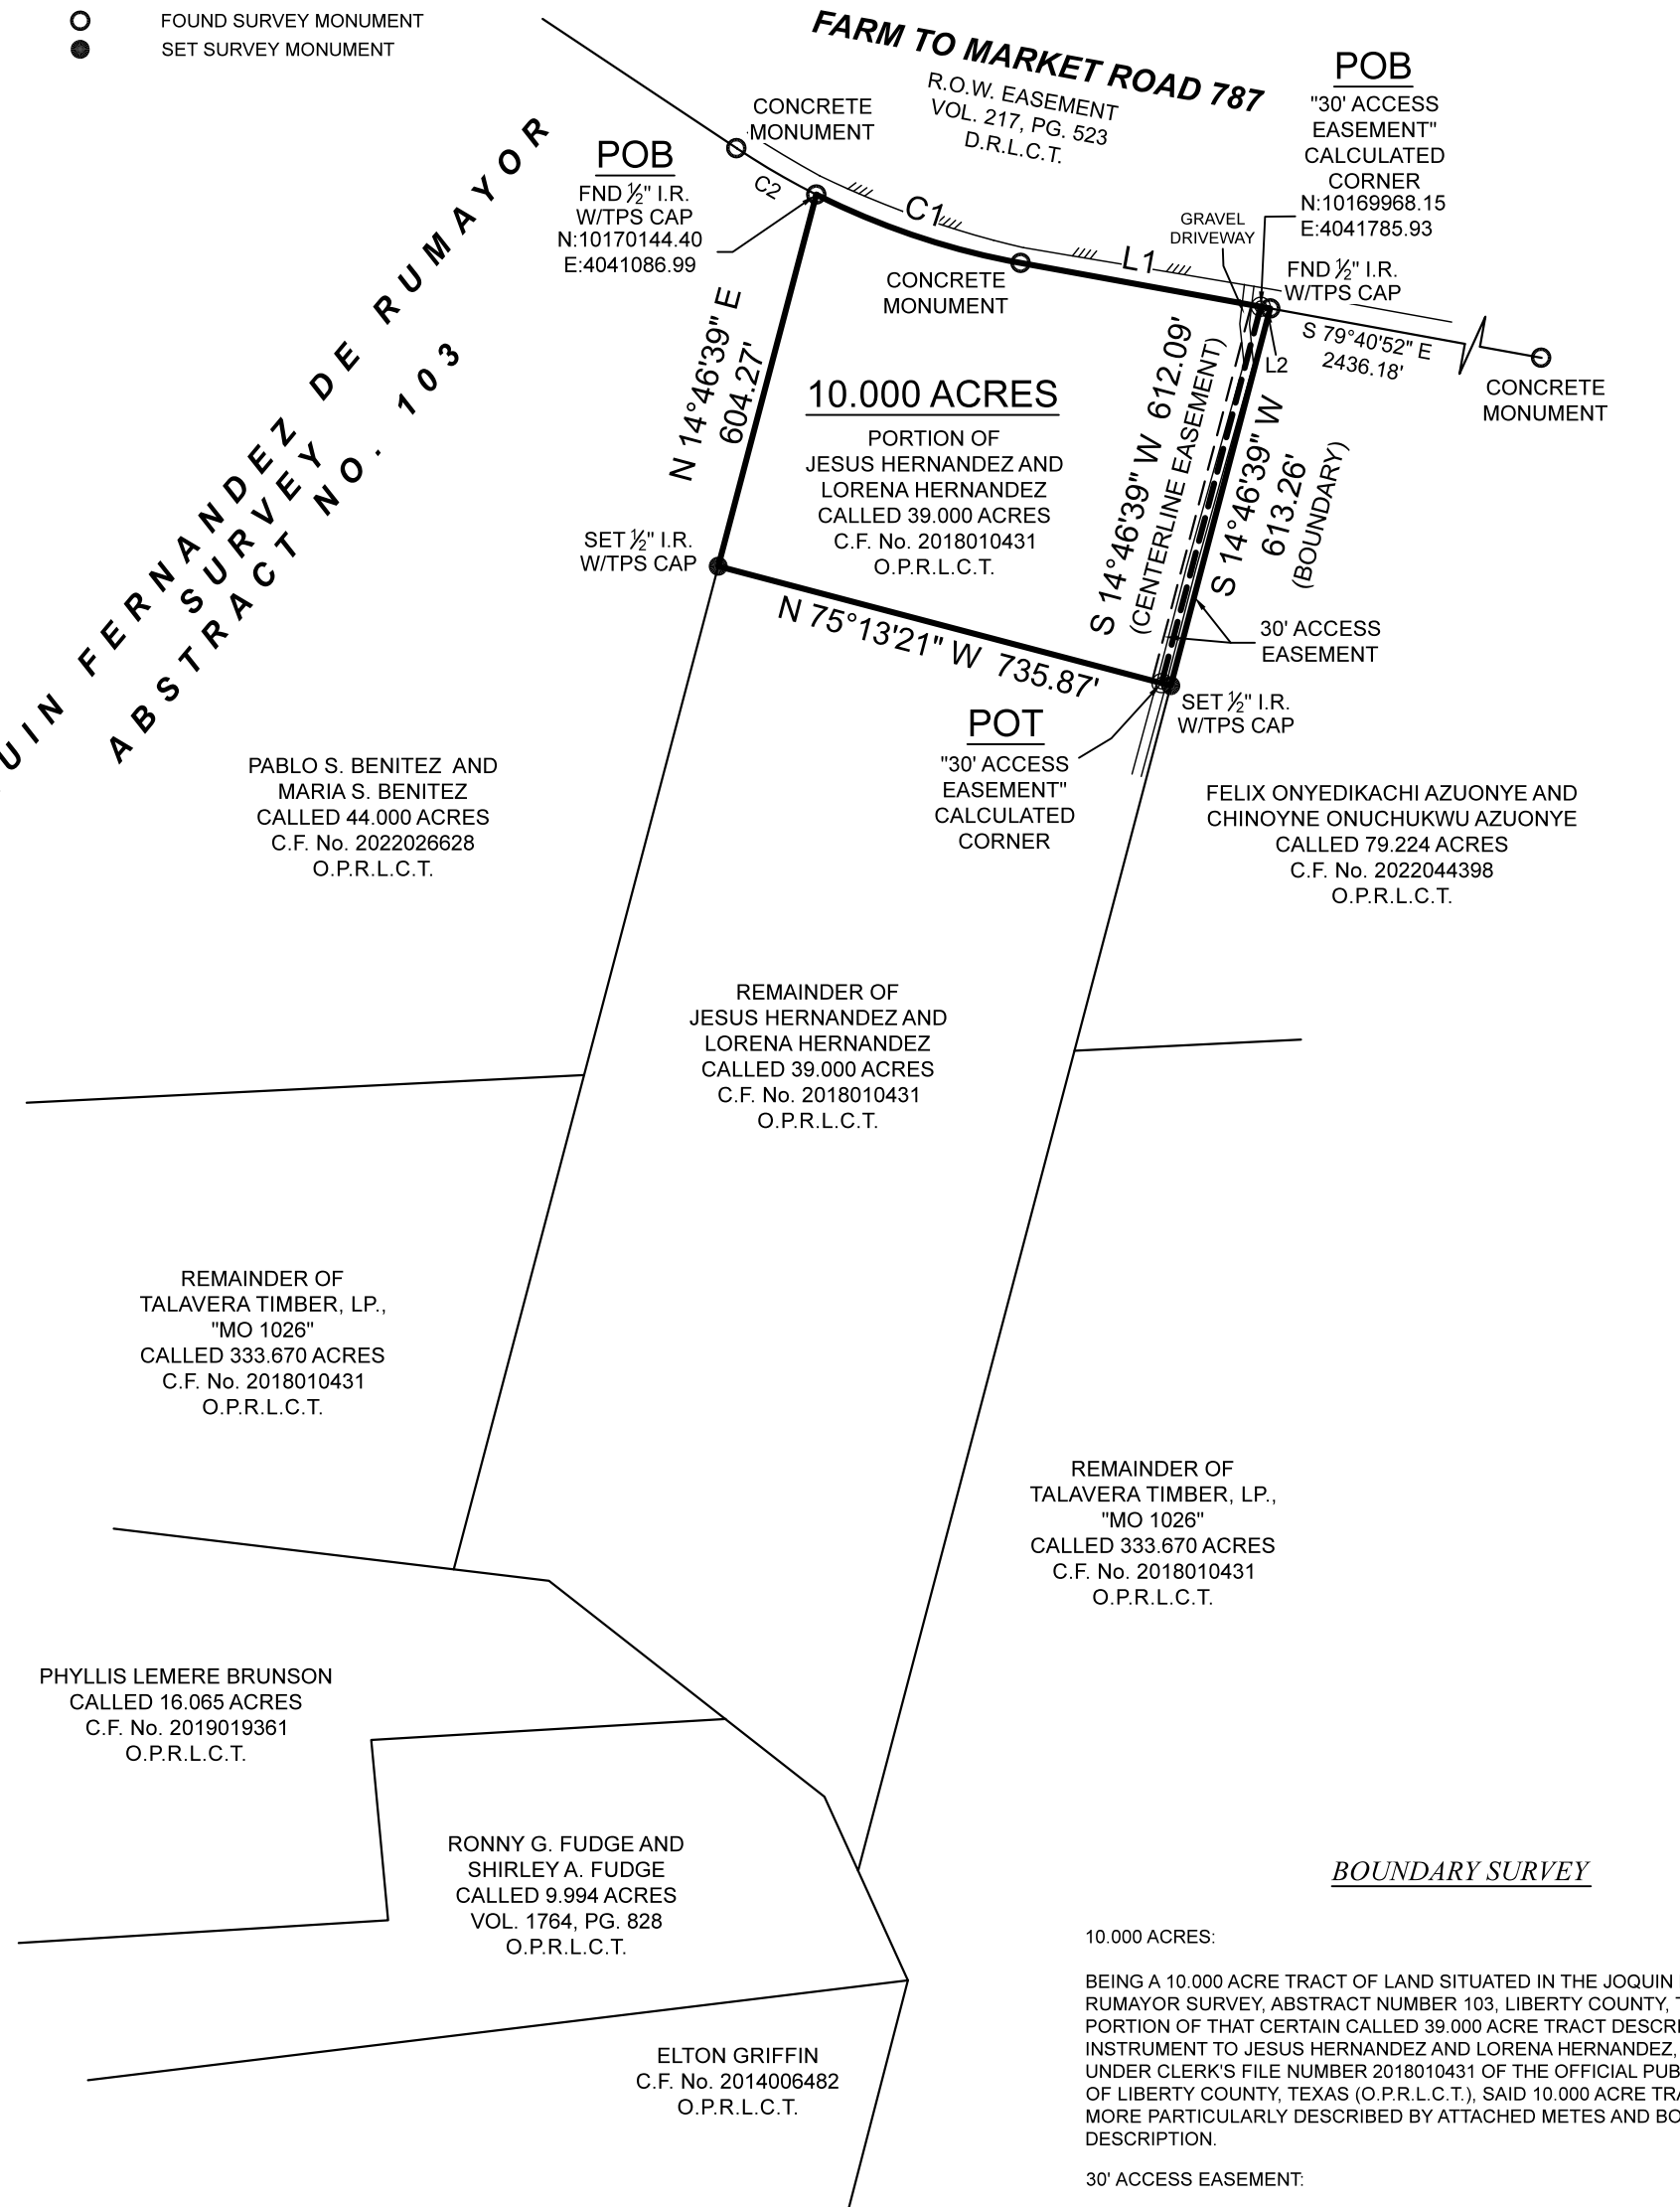 FOUND SURVEY MONUMENT
SET SURVEY MONUMENT
FARM TO MARKET ROAD 787
R.O.W. EASEMENT
VOL. 217, PG. 523
D.R.L.C.T.
POB
"30' ACCESS
EASEMENT"
CALCULATED
CORNER
N:10169968.15
E:4041785.93
CONCRETE
MONUMENT
POB
FND ½" I.R.
W/TPS CAP
N:10170144.40
E:4041086.99
C2
C1
L1
GRAVEL
DRIVEWAY
CONCRETE
MONUMENT
FND ½" I.R.
W/TPS CAP
L2
S 79°40'52" E
2436.18'
CONCRETE
MONUMENT
UIN FERNANDEZ DE RUMAYOR
SURVEY
ABSTRACT NO. 103
N 14°46'39" E
604.27'
10.000 ACRES
PORTION OF
JESUS HERNANDEZ AND
LORENA HERNANDEZ
CALLED 39.000 ACRES
C.F. No. 2018010431
O.P.R.L.C.T.
S 14°46'39" W 612.09'
(CENTERLINE EASEMENT)
S 14°46'39" W
613.26'
(BOUNDARY)
SET ½" I.R.
W/TPS CAP
N 75°13'21" W 735.87'
30' ACCESS
EASEMENT
SET ½" I.R.
W/TPS CAP
POT
"30' ACCESS
EASEMENT"
CALCULATED
CORNER
PABLO S. BENITEZ AND
MARIA S. BENITEZ
CALLED 44.000 ACRES
C.F. No. 2022026628
O.P.R.L.C.T.
FELIX ONYEDIKACHI AZUONYE AND
CHINOYNE ONUCHUKWU AZUONYE
CALLED 79.224 ACRES
C.F. No. 2022044398
O.P.R.L.C.T.
REMAINDER OF
JESUS HERNANDEZ AND
LORENA HERNANDEZ
CALLED 39.000 ACRES
C.F. No. 2018010431
O.P.R.L.C.T.
REMAINDER OF
TALAVERA TIMBER, LP.,
"MO 1026"
CALLED 333.670 ACRES
C.F. No. 2018010431
O.P.R.L.C.T.
REMAINDER OF
TALAVERA TIMBER, LP.,
"MO 1026"
CALLED 333.670 ACRES
C.F. No. 2018010431
O.P.R.L.C.T.
PHYLLIS LEMERE BRUNSON
CALLED 16.065 ACRES
C.F. No. 2019019361
O.P.R.L.C.T.
RONNY G. FUDGE AND
SHIRLEY A. FUDGE
CALLED 9.994 ACRES
VOL. 1764, PG. 828
O.P.R.L.C.T.
ELTON GRIFFIN
C.F. No. 2014006482
O.P.R.L.C.T.
BOUNDARY SURVEY
10.000 ACRES:
BEING A 10.000 ACRE TRACT OF LAND SITUATED IN THE JOQUIN
RUMAYOR SURVEY, ABSTRACT NUMBER 103, LIBERTY COUNTY,
PORTION OF THAT CERTAIN CALLED 39.000 ACRE TRACT DESCRI
INSTRUMENT TO JESUS HERNANDEZ AND LORENA HERNANDEZ,
UNDER CLERK'S FILE NUMBER 2018010431 OF THE OFFICIAL PUB
OF LIBERTY COUNTY, TEXAS (O.P.R.L.C.T.), SAID 10.000 ACRE TRA
MORE PARTICULARLY DESCRIBED BY ATTACHED METES AND BO
DESCRIPTION.
30' ACCESS EASEMENT: